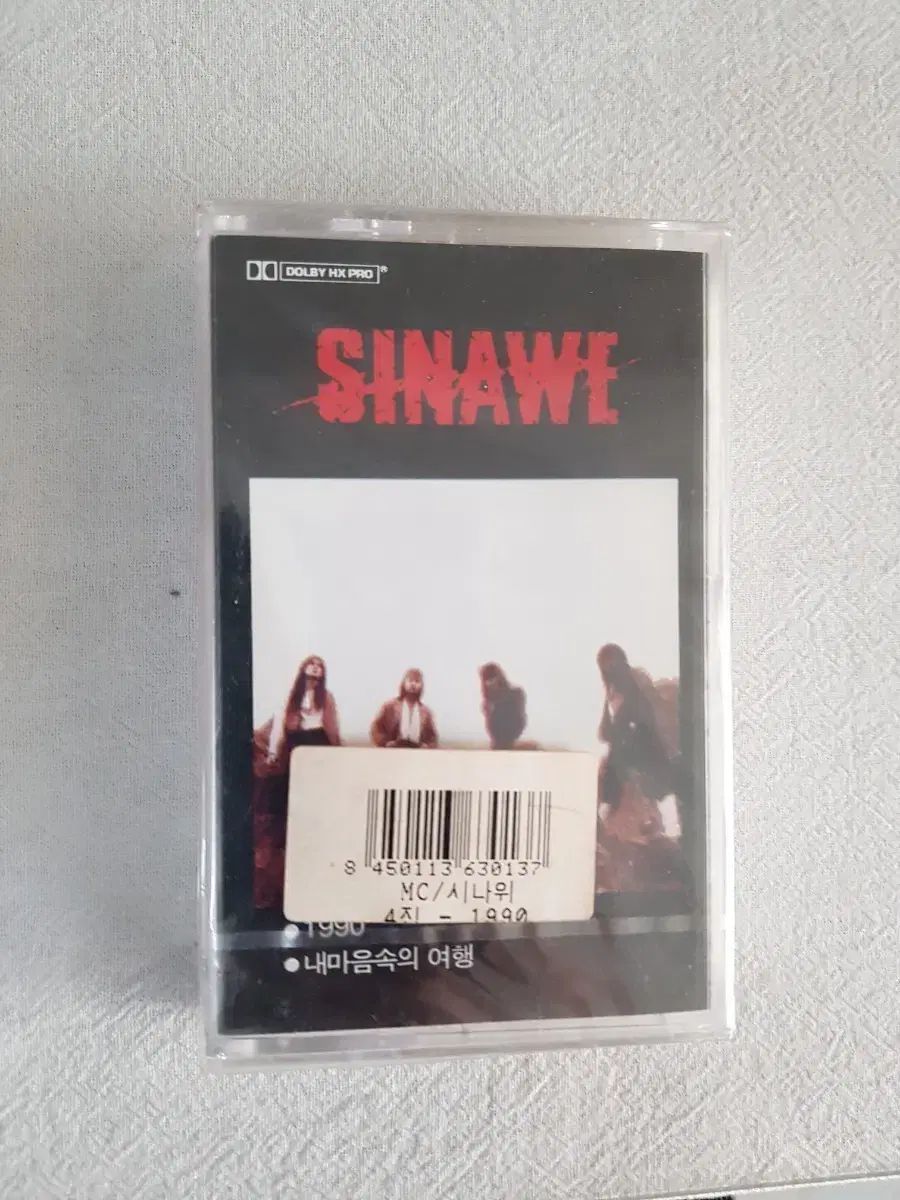 DOLBY HX PRO®
SINAWE
8 450113 630137
MC/시나위
4집 - 1990
● 1990
● 내마음속의 여행